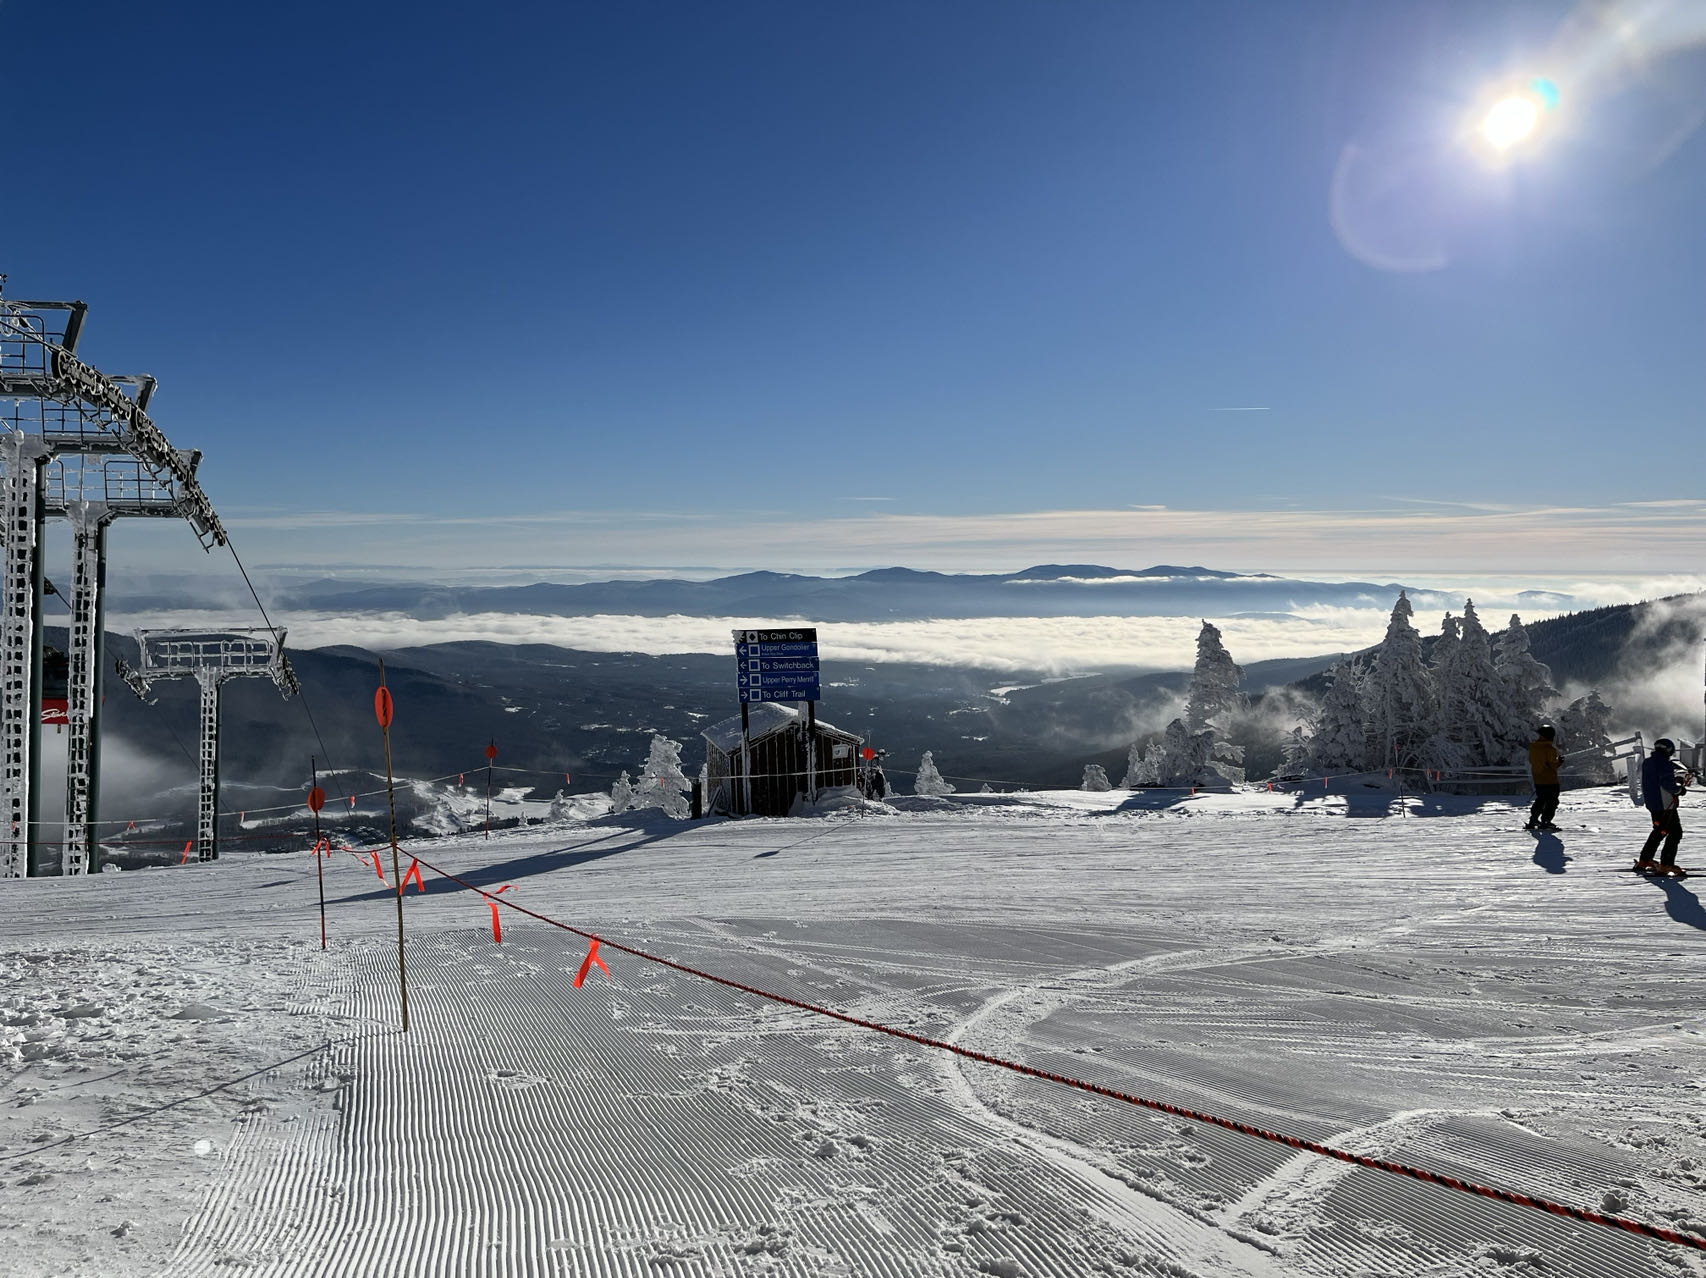 To Chin Clip
Upper Gondolier
To Switchback
Upper Perry Merrill
To Cliff Trail